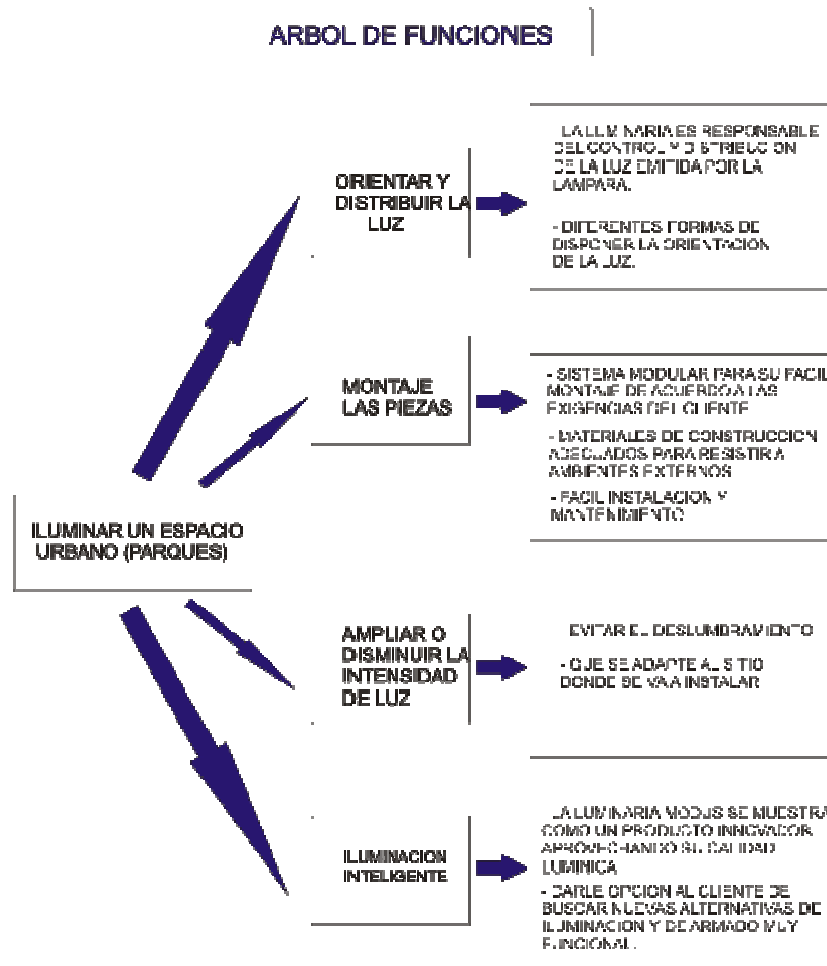 ARBOL DE FUNCIONES
ORIENTAR Y
DISTRIBUIR LA
LUZ
LA LUMINARIA ES RESPONSABLE
DEL CONTROL Y DISTRIBUCION
DE LA LUZ EMITIDA POR LA
LAMPARA.
- DIFERENTES FORMAS DE
DISPONER LA ORIENTACION
DE LA LUZ.
MONTAJE
LAS PIEZAS
- SISTEMA MODULAR PARA SU FACIL
MONTAJE DE ACUERDO A LAS
EXIGENCIAS DEL CLIENTE
- MATERIALES DE CONSTRUCCION
ADECUADOS PARA RESISTIR A
AMBIENTES EXTERNOS
- FACIL INSTALACION Y
MANTENIMIENTO
ILUMINAR UN ESPACIO
URBANO (PARQUES)
AMPLIAR O
DISMINUIR LA
INTENSIDAD
DE LUZ
EVITAR EL DESLUMBRAMIENTO
- QUE SE ADAPTE AL SITIO
DONDE SE VA A INSTALAR
ILUMINACION
INTELIGENTE
LA LUMINARIA MODUS SE MUESTRA
COMO UN PRODUCTO INNOVADOR
APROVECHANDO SU CALIDAD
LUMINICA
- DARLE OPCION AL CLIENTE DE
BUSCAR NUEVAS ALTERNATIVAS DE
ILUMINACION Y DE ARMADO MUY
FUNCIONAL.